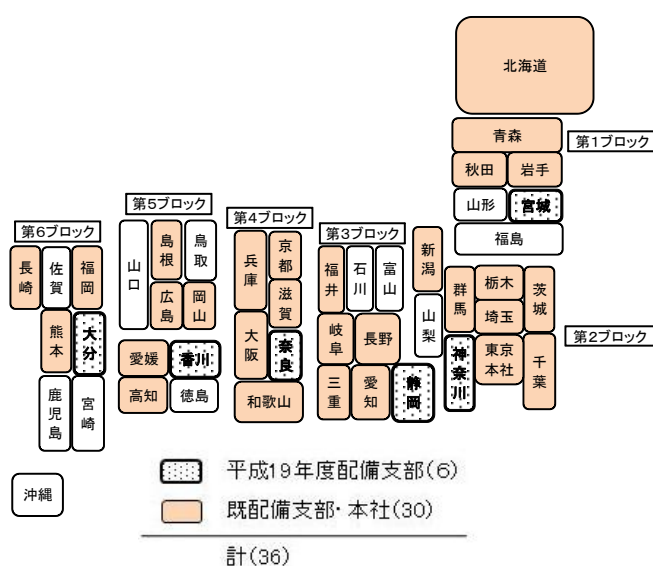 北海道
青森
第1ブロック
秋田
岩手
山形
宮城
福島
第2ブロック
新潟
山梨
群馬
栃木
茨城
埼玉
神奈川
東京本社
千葉
第3ブロック
福井
石川
富山
岐阜
長野
三重
愛知
静岡
第4ブロック
兵庫
京都
滋賀
大阪
奈良
和歌山
第5ブロック
山口
島根
鳥取
広島
岡山
愛媛
香川
高知
徳島
第6ブロック
長崎
佐賀
福岡
熊本
大分
鹿児島
宮崎
沖縄
平成19年度配備支部(6)
既配備支部・本社(30)
計(36)